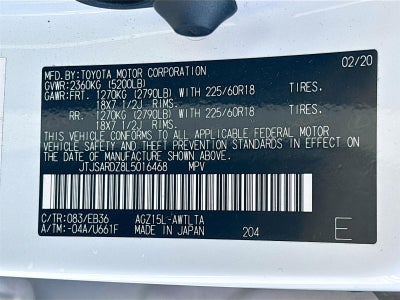 MFD.BY:TOYOTA MOTOR CORPORATION 02/20
GVWR:2360KG (5200LB)
GAWR:FRT. 1270KG (2790LB) WITH 225/60R18 TIRES.
18X7 1/2J RIMS.
RR. 1270KG (2790LB) WITH 225/60R18 TIRES.
18X7 1/2J RIMS.
THIS VEHICLE CONFORMS TO ALL APPLICABLE FEDERAL MOTOR
VEHICLE SAFETY AND THEFT PREVENTION STANDARDS IN EFFECT
ON THE DATE OF MANUFACTURE SHOWN ABOVE.
JTJSARDZ8L5016468 MPV
C/TR:083/EB36 AGZ15L-AWTLTA
A/TM:-04A/U661F MADE IN JAPAN 204 E